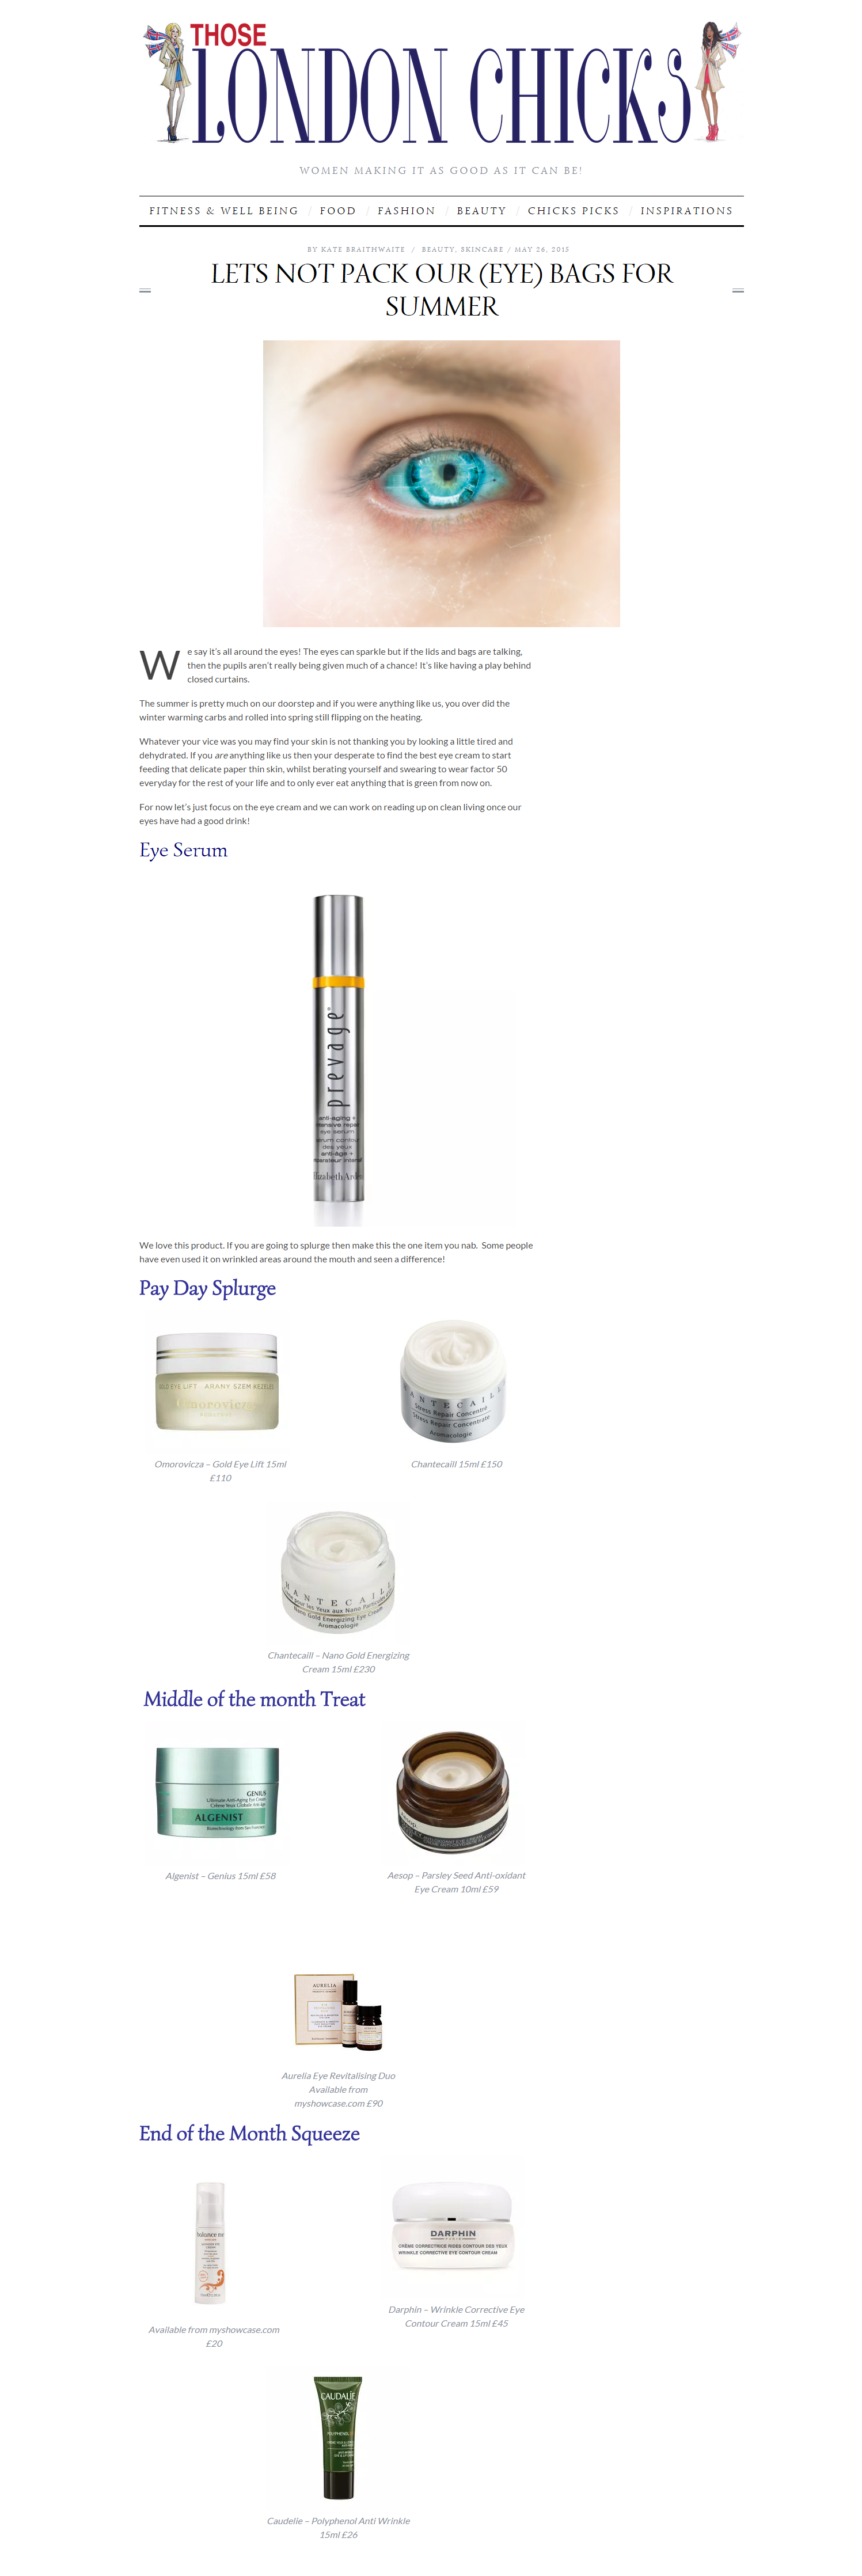 THOSE
LONDON CHICKS
WOMEN MAKING IT AS GOOD AS IT CAN BE!
FITNESS & WELL BEING / FOOD / FASHION / BEAUTY / CHICKS PICKS / INSPIRATIONS
BY KATE BRAITHWAITE / BEAUTY, SKINCARE / MAY 26, 2015
LETS NOT PACK OUR (EYE) BAGS FOR
SUMMER
We say it's all around the eyes! The eyes can sparkle but if the lids and bags are talking,
then the pupils aren't really being given much of a chance! It's like having a play behind
closed curtains.
The summer is pretty much on our doorstep and if you were anything like us, you over did the
winter warming carbs and rolled into spring still flipping on the heating.
Whatever your vice was you may find your skin is not thanking you by looking a little tired and
dehydrated. If you are anything like us then your desperate to find the best eye cream to start
feeding that delicate paper thin skin, whilst berating yourself and swearing to wear factor 50
everyday for the rest of your life and to only ever eat anything that is green from now on.
For now let's just focus on the eye cream and we can work on reading up on clean living once our
eyes have had a good drink!
Eye Serum
prevage
anti-aging +
intensive repair
eye serum
sérum contour
des yeux
anti-âge +
réparateur intensif
Elizabeth Arden
We love this product. If you are going to splurge then make this the one item you nab.  Some people
have even used it on wrinkled areas around the mouth and seen a difference!
Pay Day Splurge
GOLD EYE LIFT · ARANY SZEM KEZELÉS
Omorovicza
BUDAPEST
HANTECAILL
Stress Repair Concentré
Stress Repair Concentrate
Aromacologie
Omorovicza – Gold Eye Lift 15ml
£110
Chantecaill 15ml £150
HANTECAILL
pour les Yeux aux Nano
Nano Gold Energizing Eye Cream
Aromacologie
Chantecaill – Nano Gold Energizing
Cream 15ml £230
Middle of the month Treat
GENIUS
Ultimate Anti-Aging Eye Cream
Crème Yeux Globale Anti-Âge
ALGENIST
Biotechnology from San Francisco
Aēsop.
Algenist – Genius 15ml £58
Aesop – Parsley Seed Anti-oxidant
Eye Cream 10ml £59
AURELIA
Aurelia Eye Revitalising Duo
Available from
myshowcase.com £90
End of the Month Squeeze
balance me
DARPHIN
PARIS
CRÈME CORRECTRICE RIDES CONTOUR DES YEUX
WRINKLE CORRECTIVE EYE CONTOUR CREAM
Available from myshowcase.com
£20
Darphin – Wrinkle Corrective Eye
Contour Cream 15ml £45
CAUDALÍE
POLYPHENOL
Caudelie – Polyphenol Anti Wrinkle
15ml £26